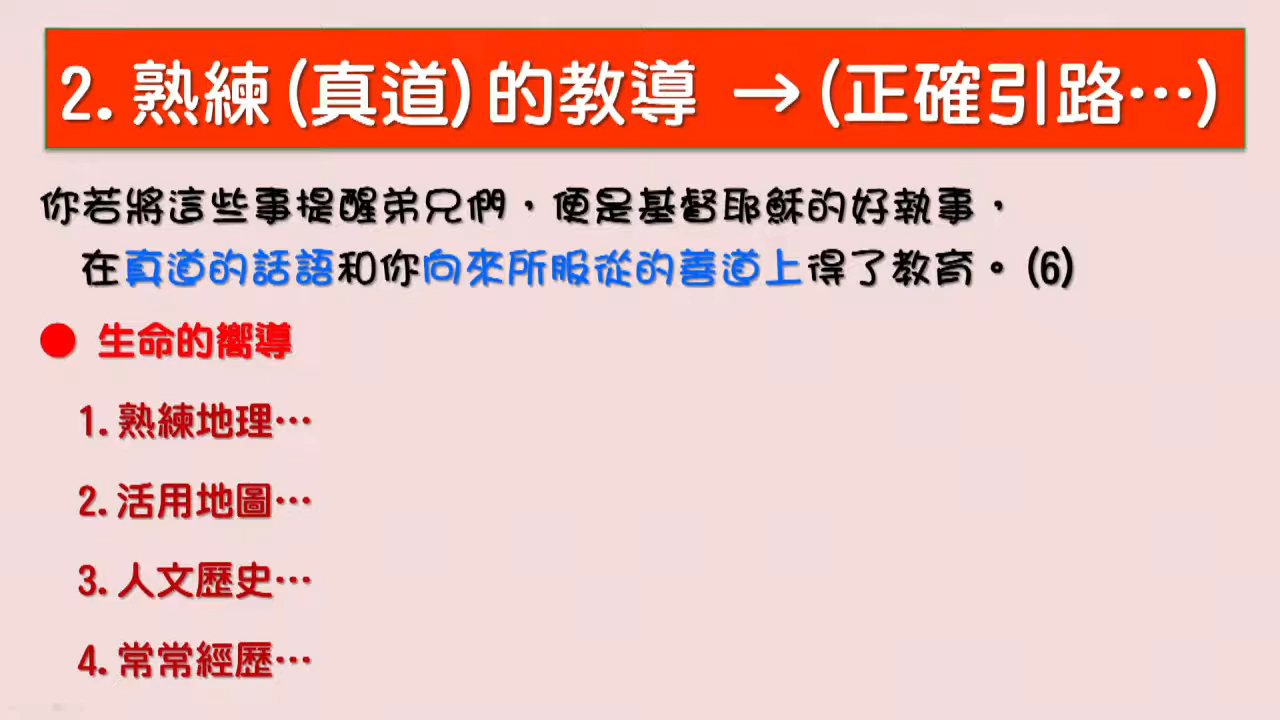 2.熟練(真道)的教導 →(正確引路…)
你若將這些事提醒弟兄們，便是基督耶穌的好執事，
在真道的話語和你向來所服從的善道上得了教育。(6)
● 生命的嚮導
1.熟練地理…
2.活用地圖…
3.人文歷史…
4.常常經歷…